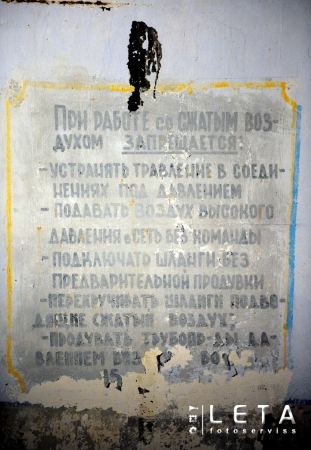 При работе со сжатым воз-
духом запрещается:
- устранять травление в соеди-
нениях под давлением
- подавать воздух высокого
давления в сеть без команды
- подключать шланги без
предварительной продувки
- перекручивать шланги подво-
дящие сжатый воздух;
- продувать трубопр-ды да-
влением
15
LETA
fotoserviss